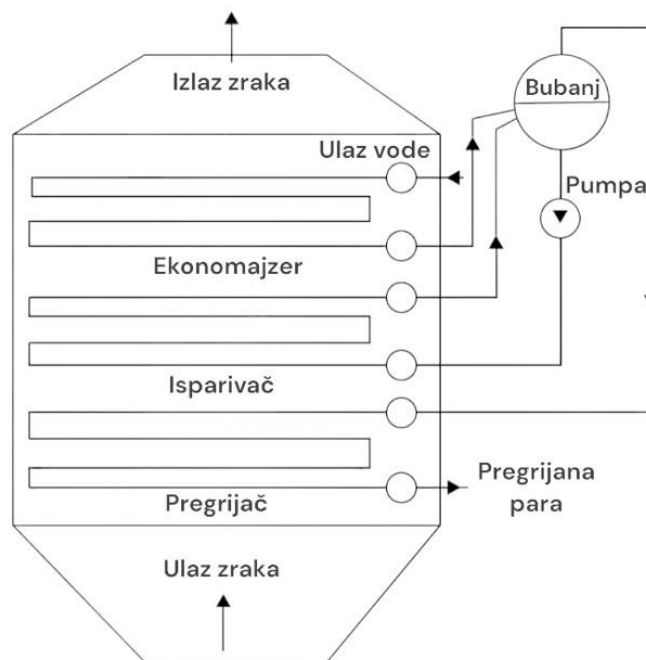 Izlaz zraka
Bubanj
Ulaz vode
Pumpa
Ekonomajzer
Isparivač
Pregrijač
Pregrijana
para
Ulaz zraka